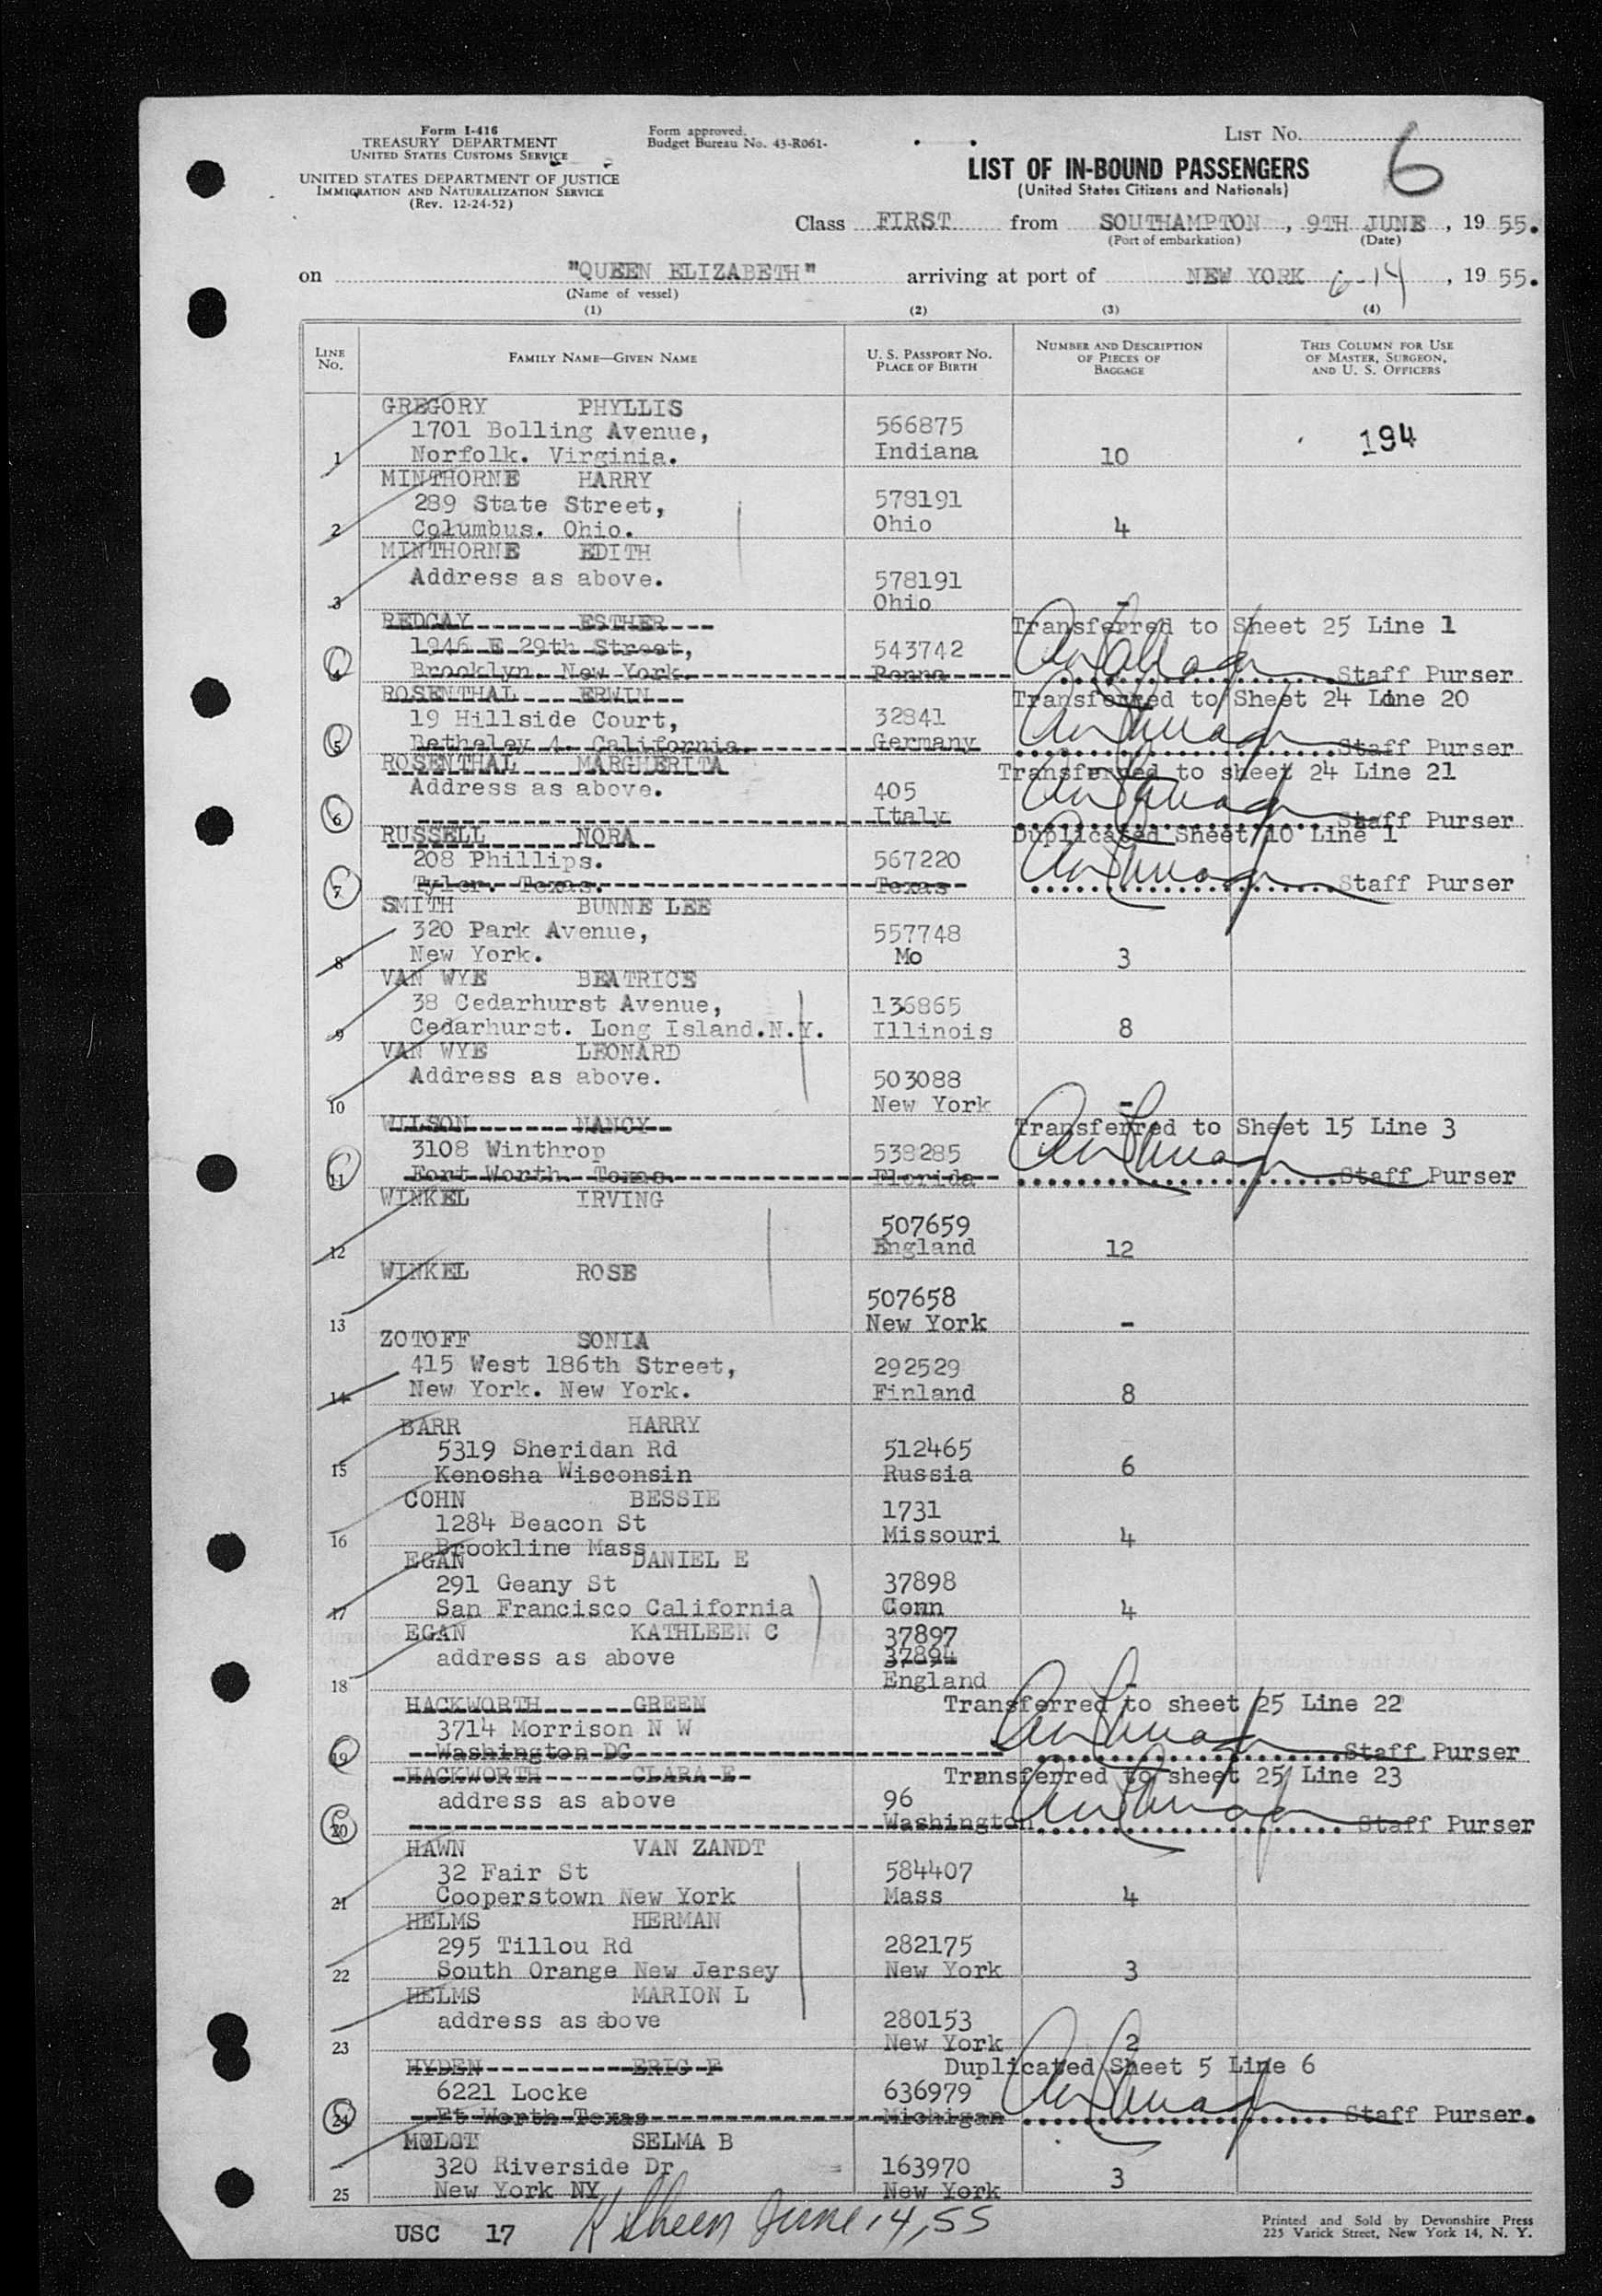 Form I-416
TREASURY DEPARTMENT
UNITED STATES CUSTOMS SERVICE
UNITED STATES DEPARTMENT OF JUSTICE
IMMIGRATION AND NATURALIZATION SERVICE
(Rev. 12-24-52)
Form approved.
Budget Bureau No. 43-R061-
LIST No. 6
LIST OF IN-BOUND PASSENGERS
(United States Citizens and Nationals)
Class FIRST from SOUTHAMPTON, 9TH JUNE, 19 55.
(Port of embarkation) (Date)
on "QUEEN ELIZABETH" arriving at port of NEW YORK 6-14, 19 55.
(Name of vessel)
(1) (2) (3) (4)
LINE No. FAMILY NAME—GIVEN NAME U. S. PASSPORT No. PLACE OF BIRTH NUMBER AND DESCRIPTION OF PIECES OF BAGGAGE THIS COLUMN FOR USE OF MASTER, SURGEON, AND U. S. OFFICERS
GREGORY PHYLLIS
1701 Bolling Avenue, 566875 194
1 Norfolk. Virginia. Indiana 10
MINTHORNE HARRY
289 State Street, 578191
2 Columbus. Ohio. Ohio 4
MINTHORNE EDITH
Address as above. 578191
3 Ohio -
REDCAY ESTHER Transferred to Sheet 25 Line 1
1946 E 29th Street, 543742
4 Brooklyn. New York. Penna Staff Purser
ROSENTHAL ERWIN Transferred to Sheet 24 Line 20
19 Hillside Court, 32841
5 Betheley 4. California. Germany Staff Purser
ROSENTHAL MARGHERITA Transferred to sheet 24 Line 21
Address as above. 405
6 Italy Staff Purser
RUSSELL NORA Duplicated Sheet 10 Line 1
208 Phillips. 567220
7 Tyler. Texas. Texas Staff Purser
SMITH BUNNE LEE
320 Park Avenue, 557748
8 New York. Mo 3
VAN WYE BEATRICE
38 Cedarhurst Avenue, 136865
9 Cedarhurst. Long Island.N.Y. Illinois 8
VAN WYE LEONARD
Address as above. 503088
10 New York -
WILSON NANCY Transferred to Sheet 15 Line 3
3108 Winthrop 538285
11 Fort Worth. Texas. Florida Staff Purser
WINKEL IRVING
507659
12 England 12
WINKEL ROSE
507658
13 New York -
ZOTOFF SONIA
415 West 186th Street, 292529
14 New York. New York. Finland 8
BARR HARRY
5319 Sheridan Rd 512465
15 Kenosha Wisconsin Russia 6
COHN BESSIE
1284 Beacon St 1731
16 Brookline Mass Missouri 4
EGAN DANIEL E
291 Geany St 37898
17 San Francisco California Conn 4
EGAN KATHLEEN C 37897
address as above 37894
18 England -
HACKWORTH GREEN Transferred to sheet 25 Line 22
3714 Morrison N W
19 Washington DC Staff Purser
HACKWORTH CLARA E Transferred to sheet 25 Line 23
address as above 96
20 Washington Staff Purser
HAWN VAN ZANDT
32 Fair St 584407
21 Cooperstown New York Mass 4
HELMS HERMAN
295 Tillou Rd 282175
22 South Orange New Jersey New York 3
HELMS MARION L
address as above 280153
23 New York 2
HYDEN ERIC F Duplicated Sheet 5 Line 6
6221 Locke 636979
24 Ft Worth Texas Michigan Staff Purser.
MOLOT SELMA B
320 Riverside Dr 163970
25 New York NY New York 3
USC 17 June 14, 55
Printed and Sold by Devonshire Press
225 Varick Street, New York 14, N. Y.